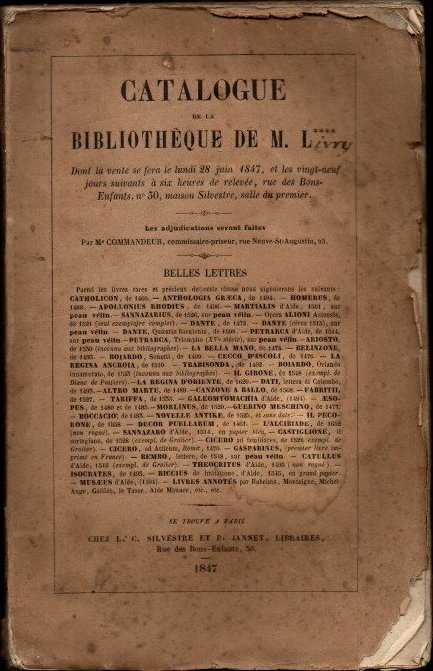 CATALOGUE
DE LA
BIBLIOTHÈQUE DE M. L****
Dont la vente se fera le lundi 28 juin 1847, et les vingt-neuf
jours suivants à six heures de relevée, rue des Bons-
Enfants, n° 30, maison Silvestre, salle du premier.
Les adjudications seront faites
Par Me COMMANDEUR, commissaire-priseur, rue Neuve-St-Augustin, 25.
BELLES LETTRES
Parmi les livres rares et précieux de cette classe nous signalerons les suivants :
CATHOLICON, de 1460. — ANTHOLOGIA GRÆCA, de 1494. — HOMERUS, de
1488. — APOLLONIUS RHODIUS, de 1496. — MARTIALIS d'Alde, 1501, sur
peau vélin. — SANNAZARIUS, de 1526, sur peau vélin. — Opera ALIONI Astensis,
de 1521 (seul exemplaire complet). — DANTE, de 1472. — DANTE (circa 1515), sur
peau vélin. — DANTE, Quæstio florulenta, de 1508. — PETRARCA d'Alde, de 1514,
sur peau vélin. — PETRARCA, Triomphi (XVe siècle), sur peau vélin. — ARIOSTO,
de 1530 (inconnu aux bibliographes). — LA BELLA MANO, de 1474. — BELINZONE,
de 1493. — BOIARDO, Sonetti, de 1499. — CECCO D'ASCOLI, de 1476. — LA
REGINA ANCROIA, de 1510. — TRABISONDA, de 1492. — BOIARDO, Orlando
innamorato, de 1535 (inconnu aux bibliographes). — IL GIRONE, de 1548 (exempl. de
Diane de Poitiers). — LA REGINA D'ORIENTE, de 1620. — DATI, lettera di Colombo,
de 1495. — ALTRO MARTE, de 1489. — CANZONE A BALLO, de 1568. — FABRITII,
de 1527. — TARIFFA, de 1535. — GALEOMYOMACHIA d'Alde, (1494). — ÆSO-
PUS, de 1480 et de 1485. — MORLINUS, de 1520. — GUERINO MESCHINO, de 1473.
— BOCCACIO, de 1483. — NOVELLE ANTIKE, de 1525, et sans date. — IL PECO-
RONE, de 1558. — DECOR PUELLARUM, de 1461. — L'ALCIBIADE, de 1652
(non rogné). — SANNAZARO d'Alde, 1514, en papier bleu. — CASTIGLIONE, il
cortegiano, de 1528 (exempl. de Grolier). — CICERO ad familiares, de 1522 (exempl. de
Grolier). — CICERO, ad Atticum, Romæ, 1470. — GASPARINUS, (premier livre im-
primé en France). — BEMBO, lettere, de 1548, sur peau vélin. — CATULLUS
d'Alde, 1515 (exempl. de Grolier). — THEOCRITUS d'Alde, 1495 (non rogné). —
ISOCRATES, de 1493. — RICCIUS de imitatione, d'Alde, 1545, en grand papier.
— MUSÆUS d'Alde, (1494). — LIVRES ANNOTÉS par Rabelais, Montaigne, Michel-
Ange, Galilée, le Tasse, Alde Manuce, etc., etc.
SE TROUVE A PARIS
CHEZ L. C. SILVESTRE ET P. JANNET, LIBRAIRES,
Rue des Bons-Enfants, 30.
1847